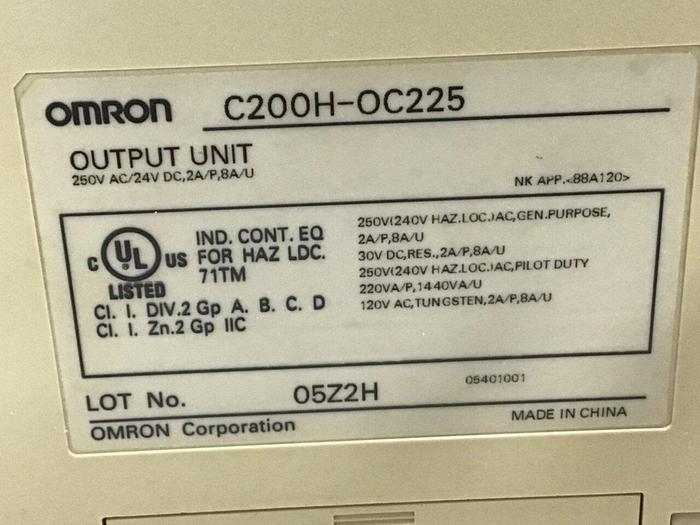 OMRON C200H-OC225
OUTPUT UNIT
250V AC/24V DC,2A/P,8A/U
NK APP.<88A120>
C UL US
LISTED
IND. CONT. EQ
FOR HAZ LDC.
71TM
CI. I. DIV.2 Gp A. B. C. D
CI. I. Zn.2 Gp IIC
250V(240V HAZ.LOC.)AC,GEN.PURPOSE,
2A/P,8A/U
30V DC,RES.,2A/P,8A/U
250V(240V HAZ.LOC.)AC,PILOT DUTY
220VA/P,1440VA/U
120V AC,TUNGSTEN,2A/P,8A/U
LOT No. 05Z2H 05401001
OMRON Corporation MADE IN CHINA